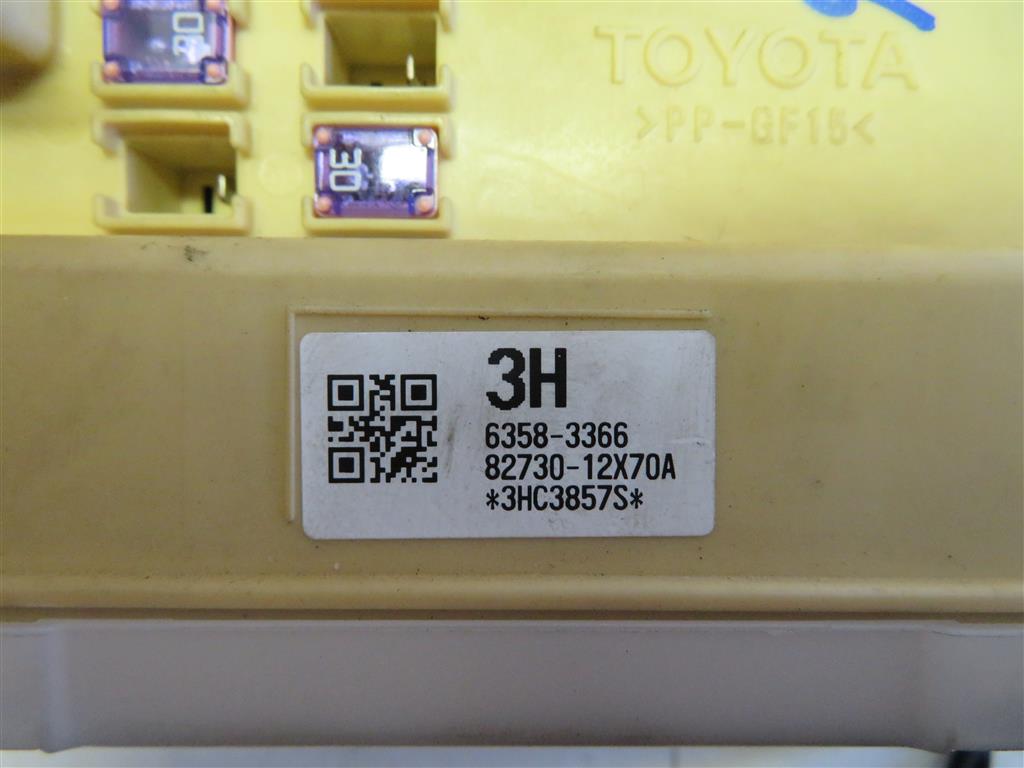 30
TOYOTA
>PP-GF15<
30
3H
6358-3366
82730-12X70A
*3HC3857S*